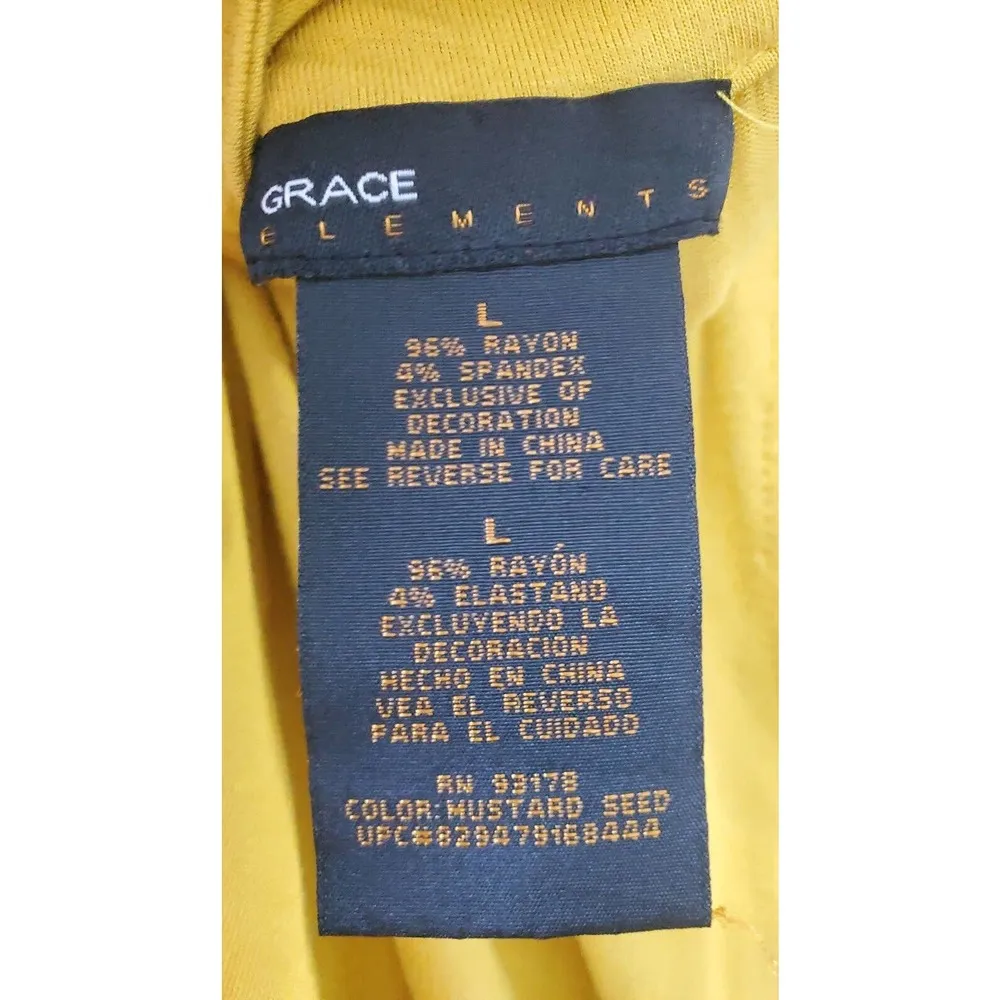 GRACE
eLEMENTS
L
96% RAYON
4% SPANDEX
EXCLUSIVE OF
DECORATION
MADE IN CHINA
SEE REVERSE FOR CARE
L
96% RAYÓN
4% ELASTANO
EXCLUYENDO LA
DECORACION
HECHO EN CHINA
VEA EL REVERSO
PARA EL CUIDADO
RN 93178
COLOR: MUSTARD SEED
UPC#829479168444